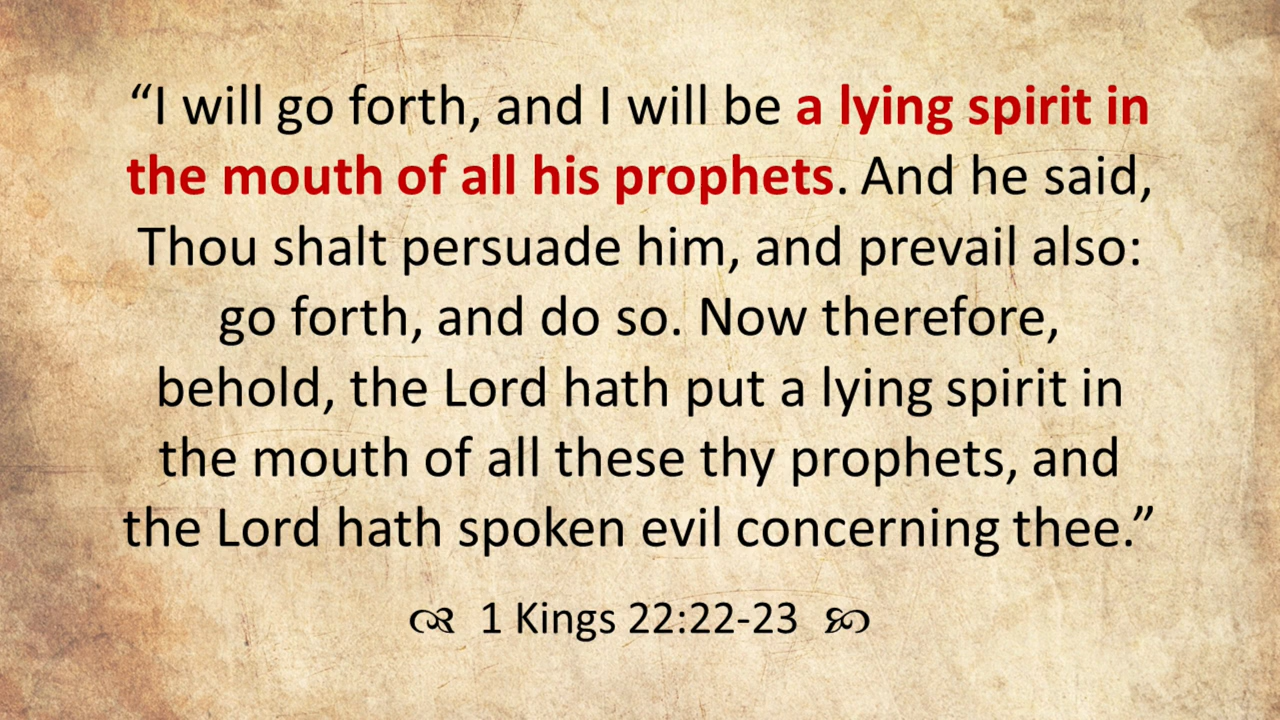 “I will go forth, and I will be a lying spirit in
the mouth of all his prophets. And he said,
Thou shalt persuade him, and prevail also:
go forth, and do so. Now therefore,
behold, the Lord hath put a lying spirit in
the mouth of all these thy prophets, and
the Lord hath spoken evil concerning thee.”
1 Kings 22:22-23